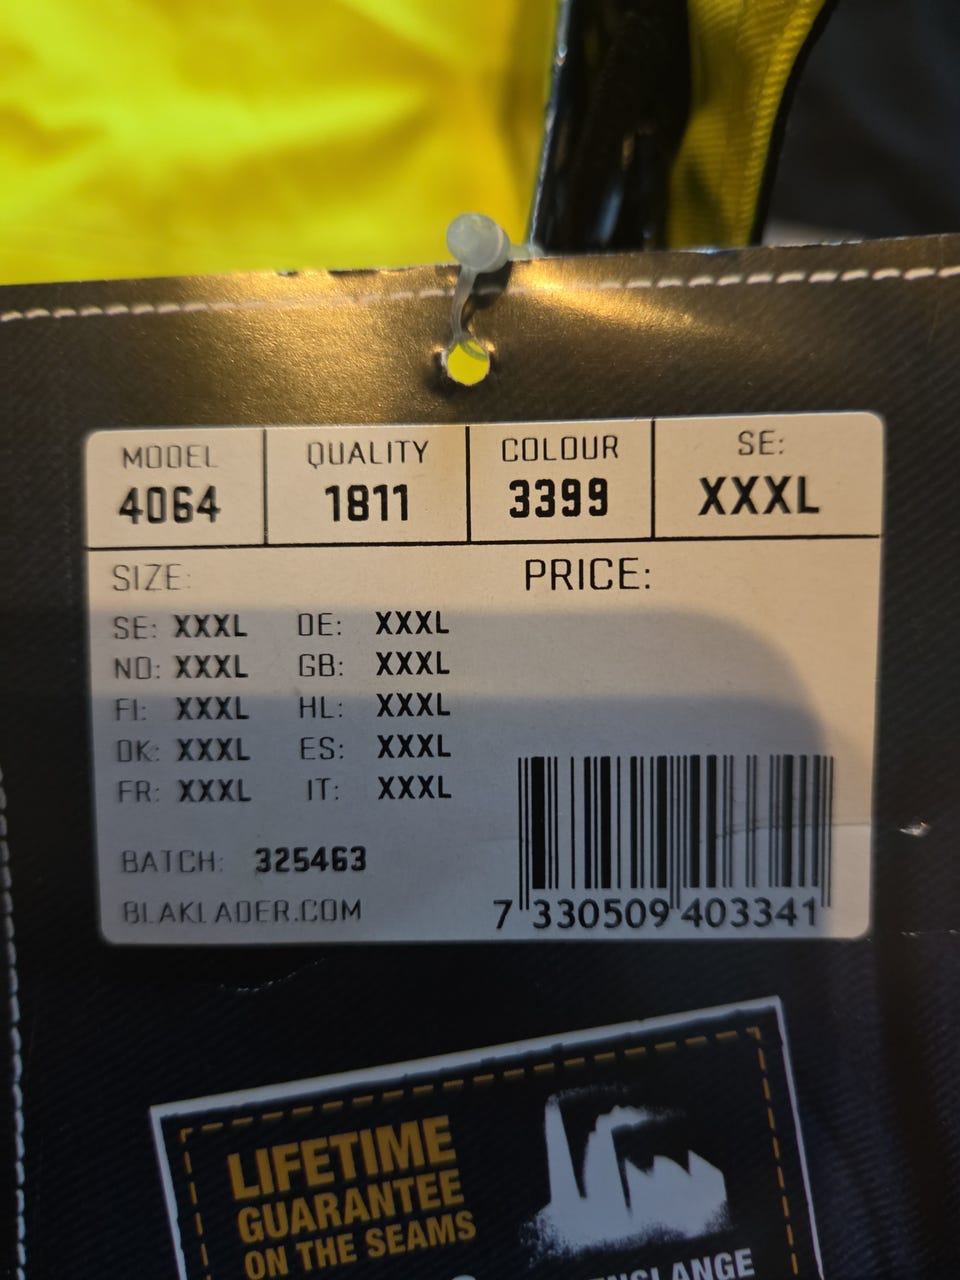 MODEL QUALITY COLOUR SE:
4064 1811 3399 XXXL
SIZE: PRICE:
SE: XXXL DE: XXXL
NO: XXXL GB: XXXL
FI: XXXL HL: XXXL
DK: XXXL ES: XXXL
FR: XXXL IT: XXXL
BATCH: 325463
BLAKLADER.COM
7 330509 403341
LIFETIME
GUARANTEE
ON THE SEAMS